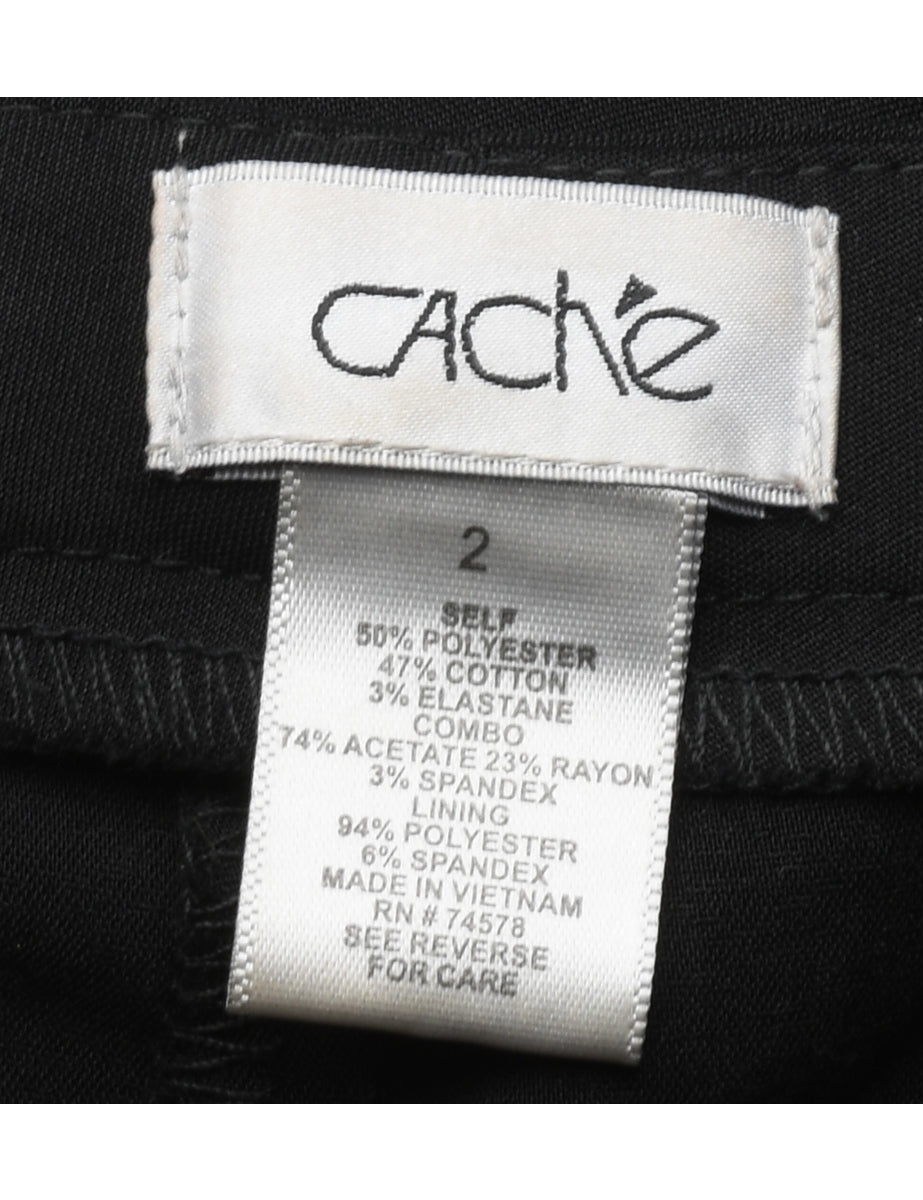 cAch'e
2
SELF
50% POLYESTER
47% COTTON
3% ELASTANE
COMBO
74% ACETATE 23% RAYON
3% SPANDEX
LINING
94% POLYESTER
6% SPANDEX
MADE IN VIETNAM
RN # 74578
SEE REVERSE
FOR CARE